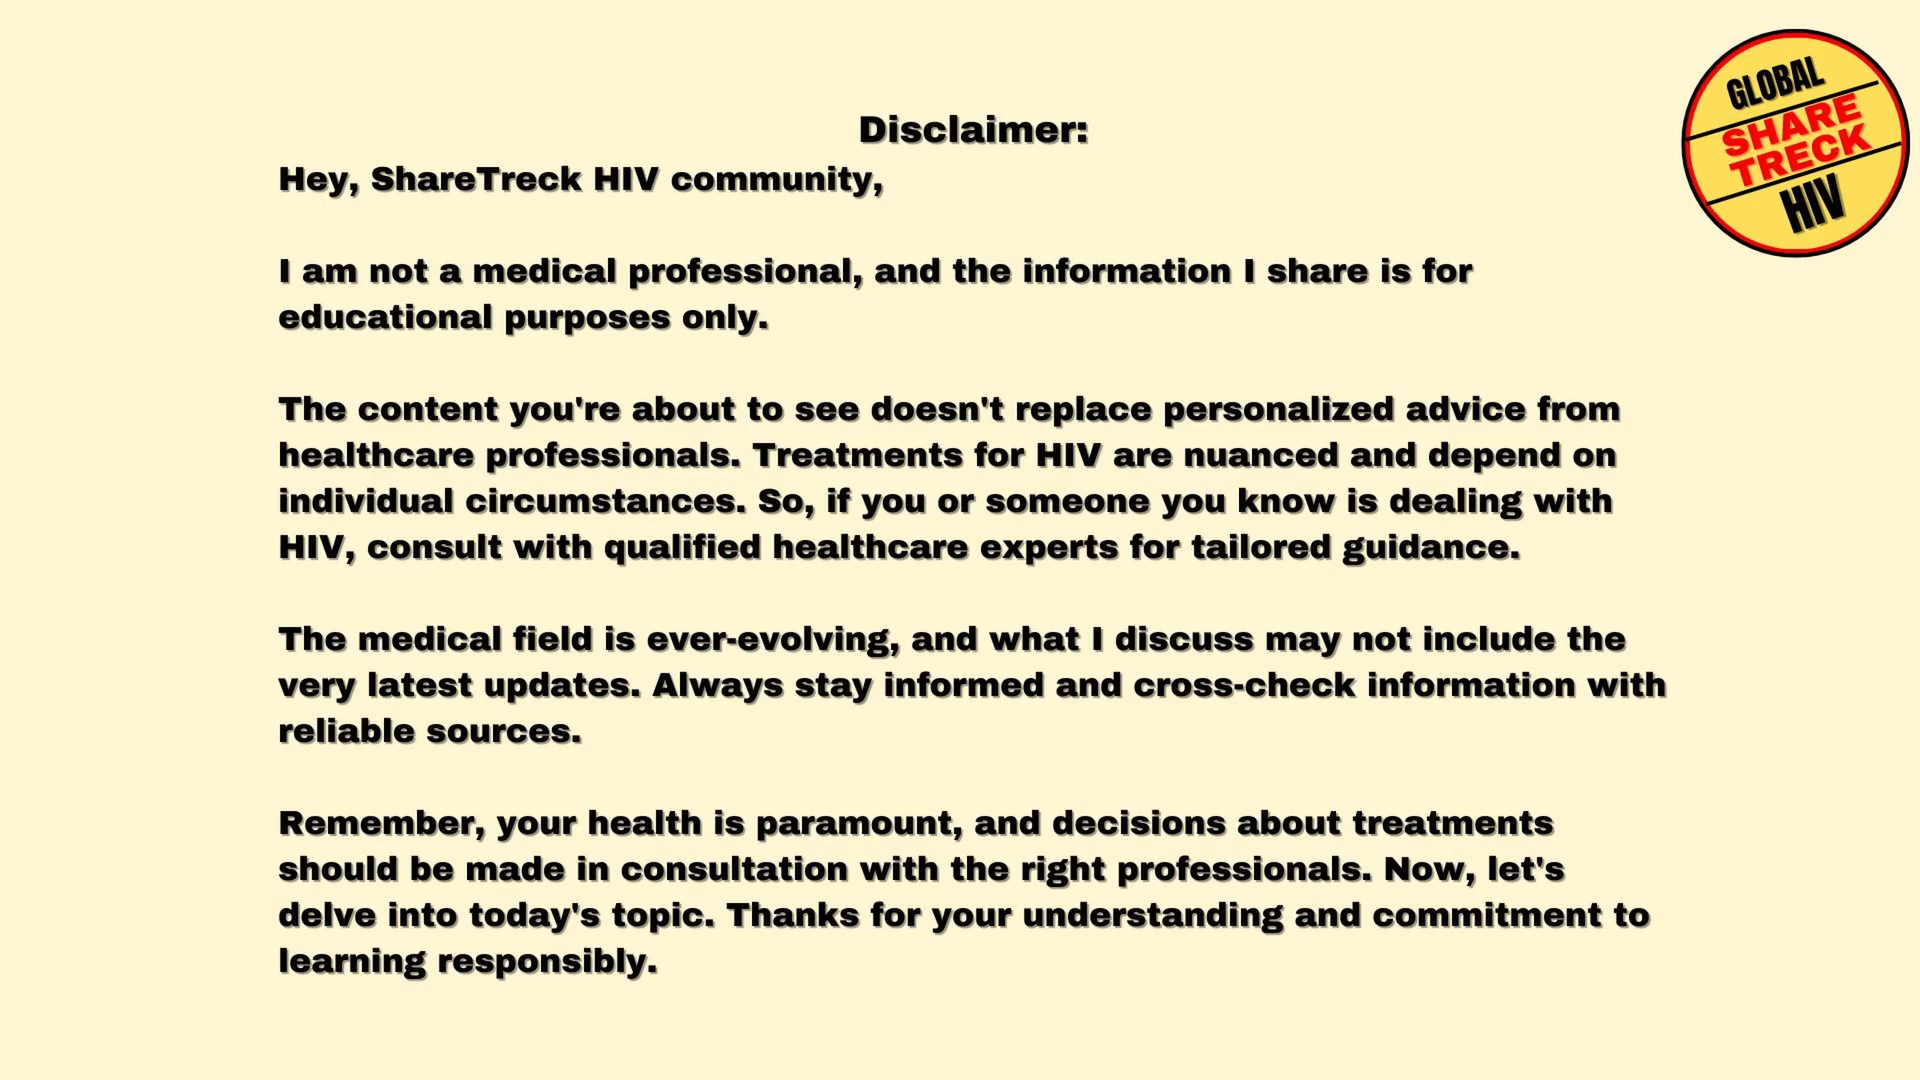 Disclaimer:
Hey, ShareTreck HIV community,
I am not a medical professional, and the information I share is for
educational purposes only.
The content you're about to see doesn't replace personalized advice from
healthcare professionals. Treatments for HIV are nuanced and depend on
individual circumstances. So, if you or someone you know is dealing with
HIV, consult with qualified healthcare experts for tailored guidance.
The medical field is ever-evolving, and what I discuss may not include the
very latest updates. Always stay informed and cross-check information with
reliable sources.
Remember, your health is paramount, and decisions about treatments
should be made in consultation with the right professionals. Now, let's
delve into today's topic. Thanks for your understanding and commitment to
learning responsibly.
GLOBAL
SHARE
TRECK
HIV